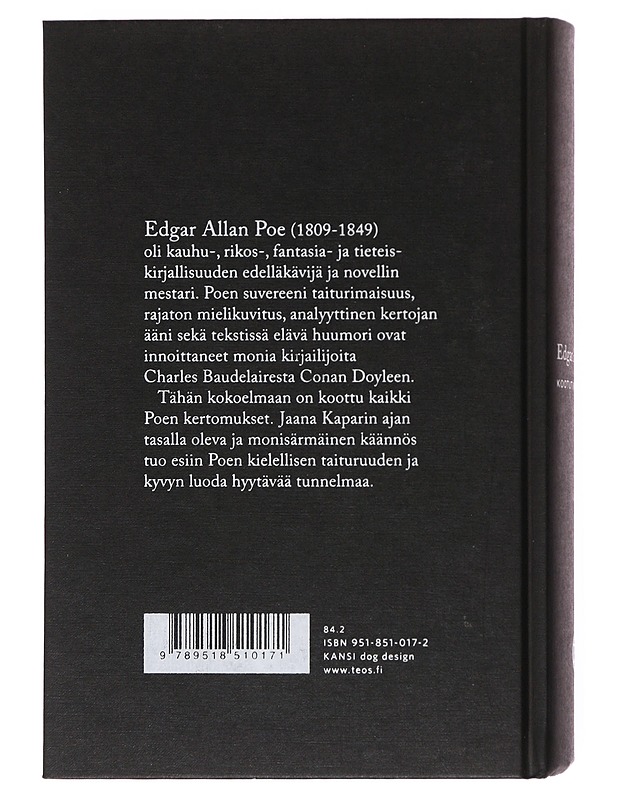 Edgar Allan Poe (1809-1849)
oli kauhu-, rikos-, fantasia- ja tieteis-
kirjallisuuden edelläkävijä ja novellin
mestari. Poen suvereeni taiturimaisuus,
rajaton mielikuvitus, analyyttinen kertojan
ääni sekä tekstissä elävä huumori ovat
innoittaneet monia kirjailijoita
Charles Baudelairesta Conan Doyleen.
Tähän kokoelmaan on koottu kaikki
Poen kertomukset. Jaana Kaparin ajan
tasalla oleva ja monisärmäinen käännös
tuo esiin Poen kielellisen taituruuden ja
kyvyn luoda hyytävää tunnelmaa.
9 789518 510171
84.2
ISBN 951-851-017-2
KANSI dog design
www.teos.fi